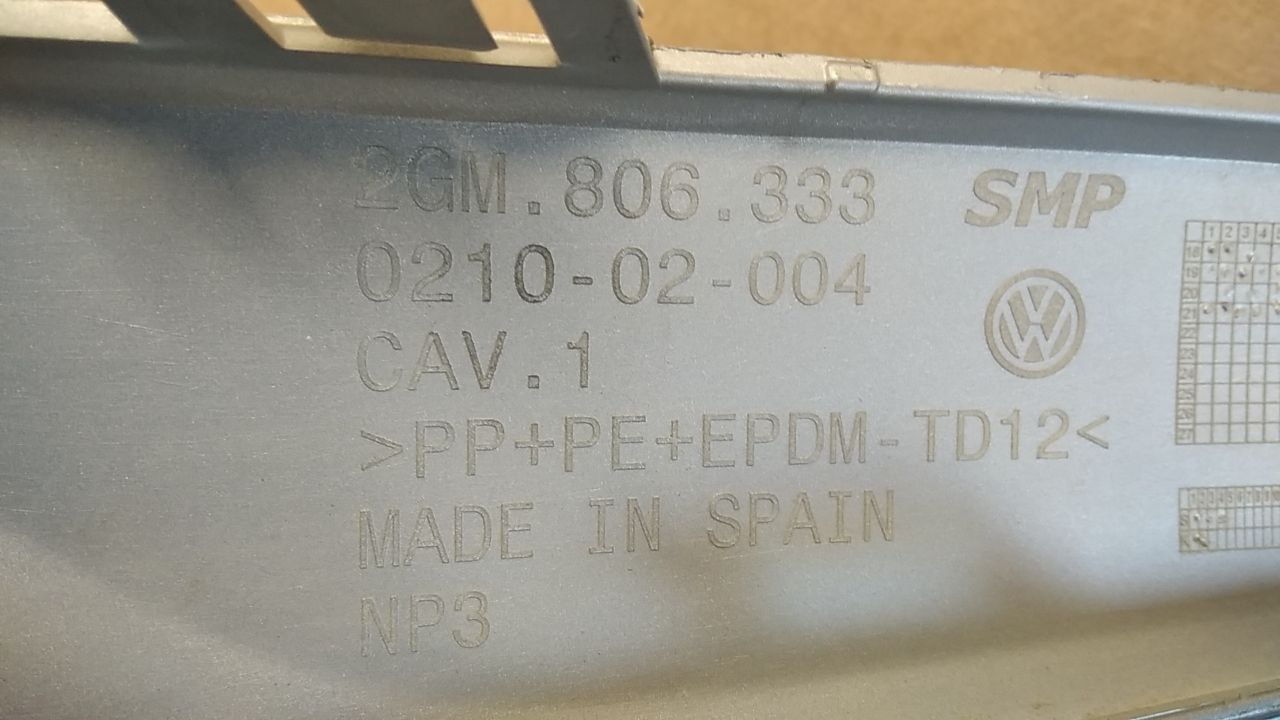 2GM.806.333
SMP
0210-02-004
CAV.1
>PP+PE+EPDM-TD12<
MADE IN SPAIN
NP3